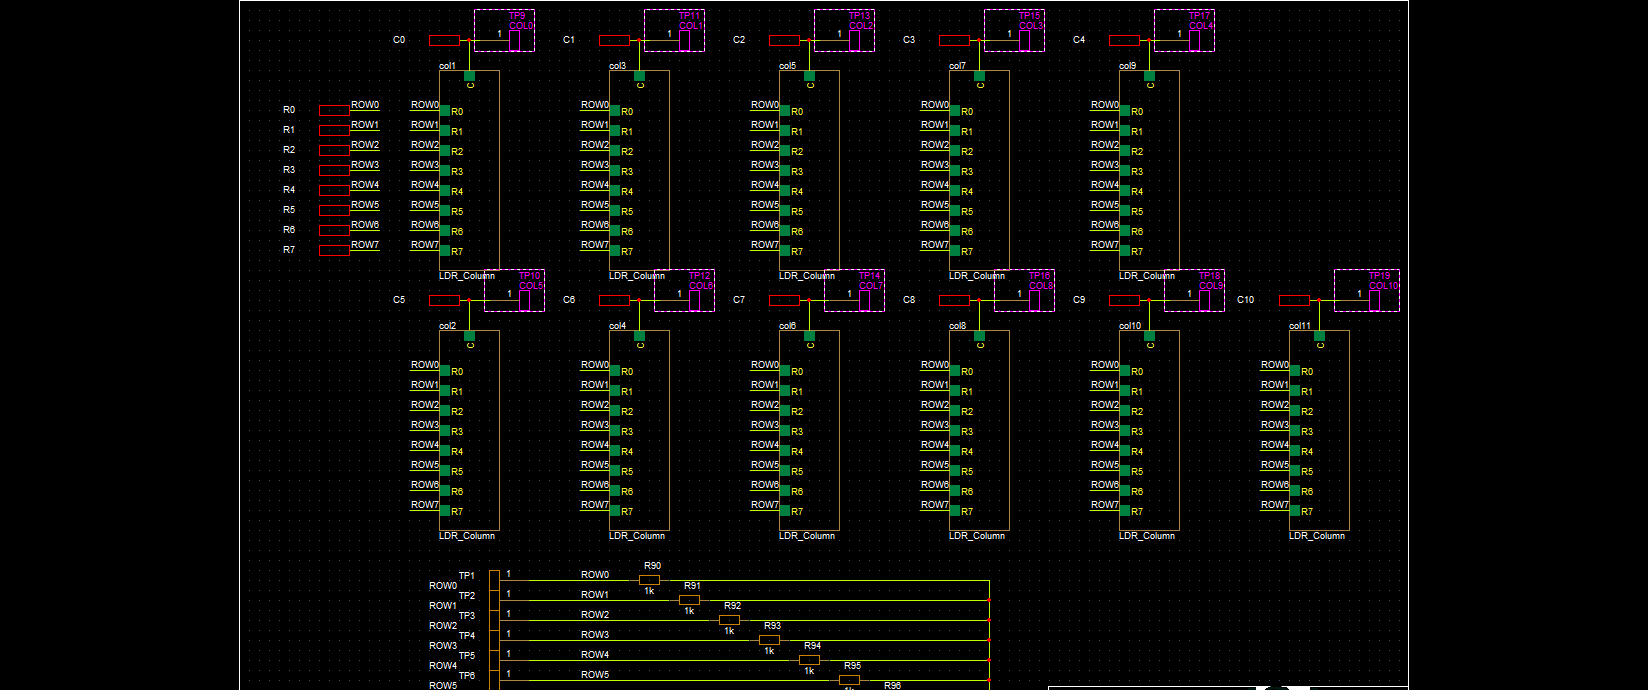 TP9 TP11 TP13 TP15 TP17
COL0 COL1 COL2 COL3 COL4
C0 1 C1 1 C2 1 C3 1 C4 1
col1 col3 col5 col7 col9
C C C C C
R0 ROW0 ROW0 R0 ROW0 R0 ROW0 R0 ROW0 R0 ROW0 R0
R1 ROW1 ROW1 R1 ROW1 R1 ROW1 R1 ROW1 R1 ROW1 R1
R2 ROW2 ROW2 R2 ROW2 R2 ROW2 R2 ROW2 R2 ROW2 R2
R3 ROW3 ROW3 R3 ROW3 R3 ROW3 R3 ROW3 R3 ROW3 R3
R4 ROW4 ROW4 R4 ROW4 R4 ROW4 R4 ROW4 R4 ROW4 R4
R5 ROW5 ROW5 R5 ROW5 R5 ROW5 R5 ROW5 R5 ROW5 R5
R6 ROW6 ROW6 R6 ROW6 R6 ROW6 R6 ROW6 R6 ROW6 R6
R7 ROW7 ROW7 R7 ROW7 R7 ROW7 R7 ROW7 R7 ROW7 R7
LDR_Column TP10 LDR_Column TP12 LDR_Column TP14 LDR_Column TP16 LDR_Column TP18 TP19
COL5 COL6 COL7 COL8 COL9 COL10
C5 1 C6 1 C7 1 C8 1 C9 1 C10 1
col2 col4 col6 col8 col10 col11
C C C C C C
ROW0 R0 ROW0 R0 ROW0 R0 ROW0 R0 ROW0 R0 ROW0 R0
ROW1 R1 ROW1 R1 ROW1 R1 ROW1 R1 ROW1 R1 ROW1 R1
ROW2 R2 ROW2 R2 ROW2 R2 ROW2 R2 ROW2 R2 ROW2 R2
ROW3 R3 ROW3 R3 ROW3 R3 ROW3 R3 ROW3 R3 ROW3 R3
ROW4 R4 ROW4 R4 ROW4 R4 ROW4 R4 ROW4 R4 ROW4 R4
ROW5 R5 ROW5 R5 ROW5 R5 ROW5 R5 ROW5 R5 ROW5 R5
ROW6 R6 ROW6 R6 ROW6 R6 ROW6 R6 ROW6 R6 ROW6 R6
ROW7 R7 ROW7 R7 ROW7 R7 ROW7 R7 ROW7 R7 ROW7 R7
LDR_Column LDR_Column LDR_Column LDR_Column LDR_Column LDR_Column
R90
TP1 1 ROW0
ROW0 1k R91
TP2 1 ROW1
ROW1 1k R92
TP3 1 ROW2
ROW2 1k R93
TP4 1 ROW3
ROW3 1k R94
TP5 1 ROW4
ROW4 1k R95
TP6 1 ROW5
ROW5 1k R96